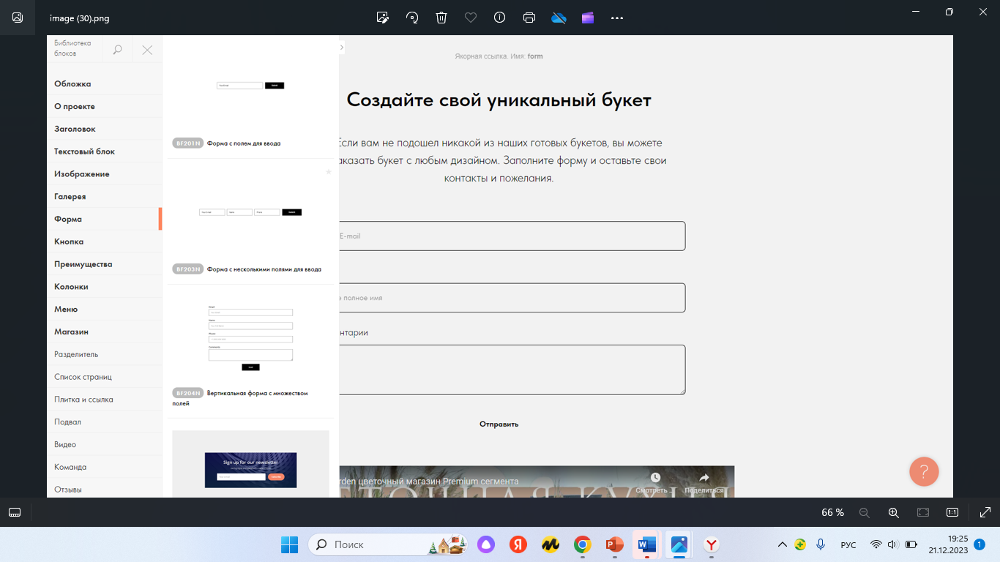 image (30).png
Библиотека
блоков
Обложка
О проекте
Заголовок
Текстовый блок
Изображение
Галерея
Форма
Кнопка
Преимущества
Колонки
Меню
Магазин
Разделитель
Список страниц
Плитка и ссылка
Подвал
Видео
Команда
Отзывы
BF201N Форма с полем для ввода
BF203N Форма с несколькими полями для ввода
BF204N Вертикальная форма с множеством
полей
Sign up for our newsletter
Якорная ссылка. Имя: form
Создайте свой уникальный букет
Если вам не подошел никакой из наших готовых букетов, вы можете
аказать букет с любым дизайном. Заполните форму и оставьте свои
контакты и пожелания.
E-mail
е полное имя
нтарии
Отправить
rden цветочный магазин Premium сегмента
Смотреть ...
Поделиться
?
66 %
1:1
Поиск
РУС
19:25
21.12.2023
1